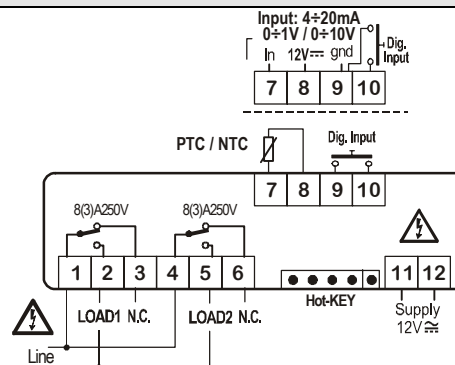 Input: 4÷20mA
0÷1V / 0÷10V
In 12V⎓ gnd
Dig.
Input
7 8 9 10
PTC / NTC
Dig. Input
7 8 9 10
8(3)A250V 8(3)A250V
1 2 3 4 5 6
11 12
LOAD1 N.C. LOAD2 N.C.
Hot-KEY
Supply
12V≂
Line